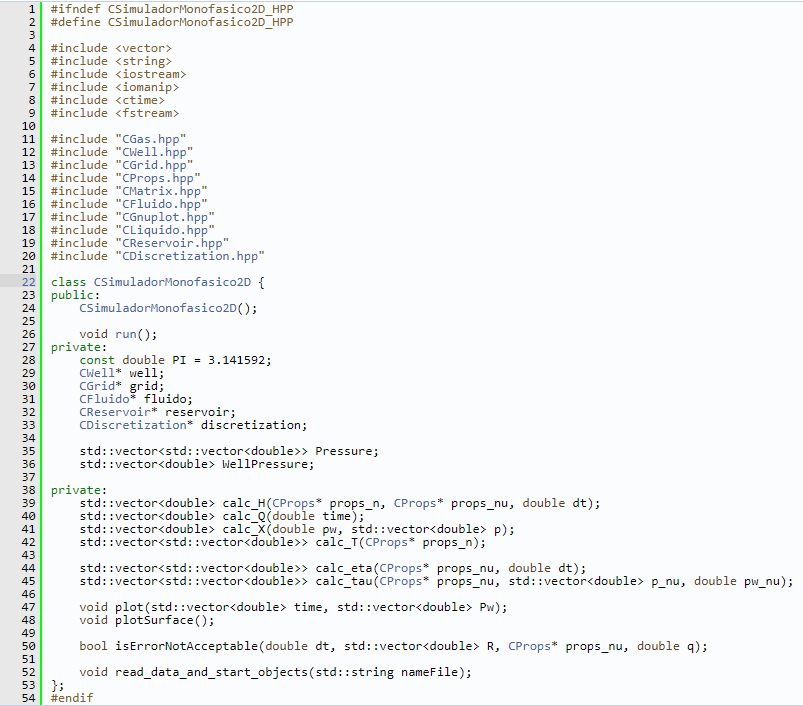 1 #ifndef CSimuladorMonofasico2D_HPP
2 #define CSimuladorMonofasico2D_HPP
3
4 #include <vector>
5 #include <string>
6 #include <iostream>
7 #include <iomanip>
8 #include <ctime>
9 #include <fstream>
10
11 #include "CGas.hpp"
12 #include "CWell.hpp"
13 #include "CGrid.hpp"
14 #include "CProps.hpp"
15 #include "CMatrix.hpp"
16 #include "CFluido.hpp"
17 #include "CGnuplot.hpp"
18 #include "CLiquido.hpp"
19 #include "CReservoir.hpp"
20 #include "CDiscretization.hpp"
21
22 class CSimuladorMonofasico2D {
23 public:
24     CSimuladorMonofasico2D();
25
26     void run();
27 private:
28     const double PI = 3.141592;
29     CWell* well;
30     CGrid* grid;
31     CFluido* fluido;
32     CReservoir* reservoir;
33     CDiscretization* discretization;
34
35     std::vector<std::vector<double>> Pressure;
36     std::vector<double> WellPressure;
37
38 private:
39     std::vector<double> calc_H(CProps* props_n, CProps* props_nu, double dt);
40     std::vector<double> calc_Q(double time);
41     std::vector<double> calc_X(double pw, std::vector<double> p);
42     std::vector<std::vector<double>> calc_T(CProps* props_n);
43
44     std::vector<std::vector<double>> calc_eta(CProps* props_nu, double dt);
45     std::vector<std::vector<double>> calc_tau(CProps* props_nu, std::vector<double> p_nu, double pw_nu);
46
47     void plot(std::vector<double> time, std::vector<double> Pw);
48     void plotSurface();
49
50     bool isErrorNotAcceptable(double dt, std::vector<double> R, CProps* props_nu, double q);
51
52     void read_data_and_start_objects(std::string nameFile);
53 };
54 #endif